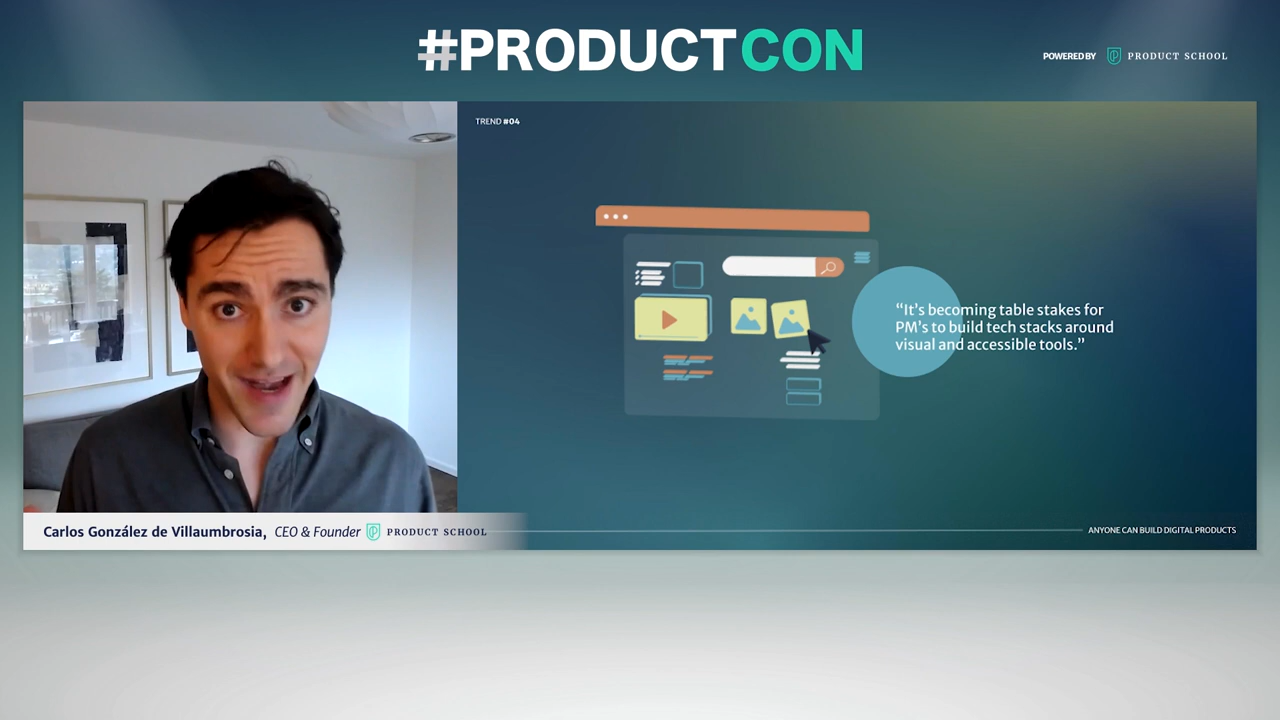 #PRODUCTCON
POWERED BY PRODUCT SCHOOL
TREND #04
“It’s becoming table stakes for
PM’s to build tech stacks around
visual and accessible tools.”
Carlos González de Villaumbrosia, CEO & Founder PRODUCT SCHOOL
ANYONE CAN BUILD DIGITAL PRODUCTS